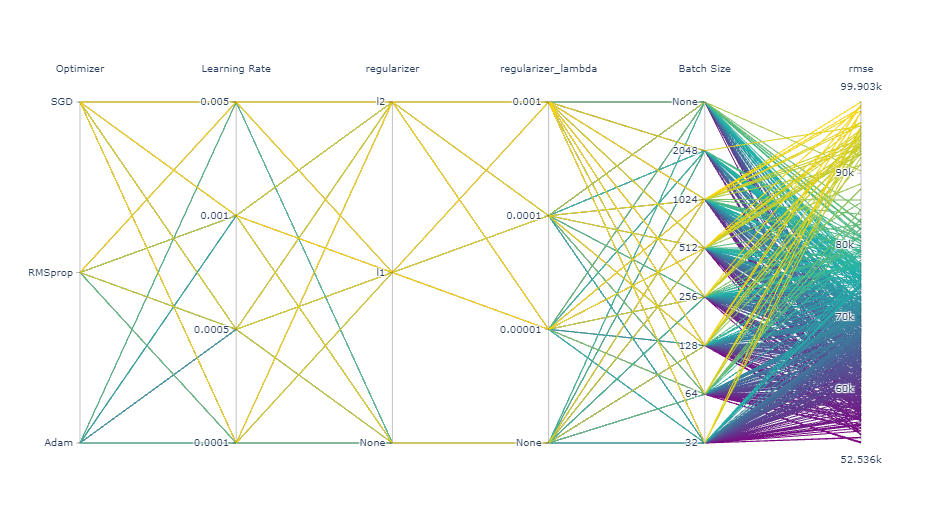 Optimizer Learning Rate regularizer regularizer_lambda Batch Size rmse
99.903k
SGD 0.005 l2 0.001 None
2048
90k
1024
0.001 0.0001
512 80k
RMSprop l1
256
70k
0.0005 0.00001
128
60k
64
Adam 0.0001 None None 32
52.536k